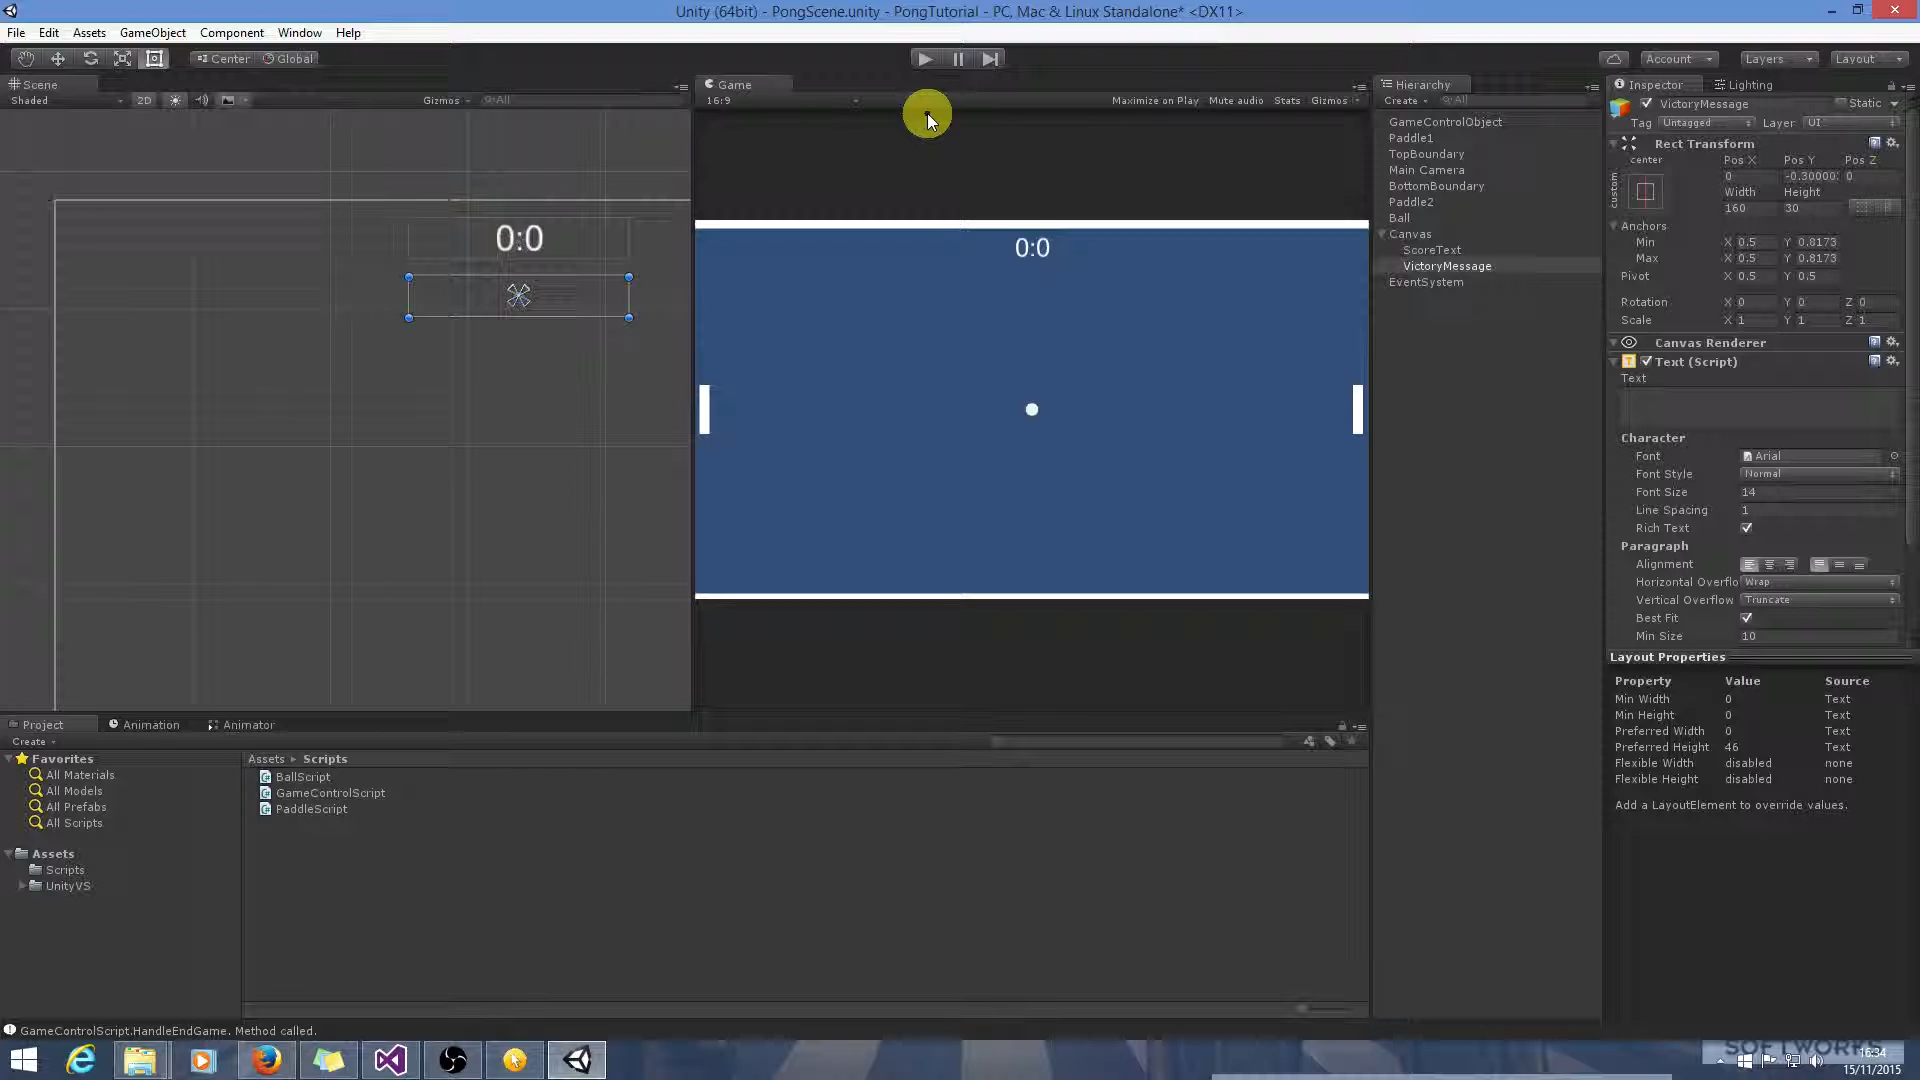 Unity (64bit) - PongScene.unity - PongTutorial - PC, Mac & Linux Standalone* <DX11>
File Edit Assets GameObject Component Window Help
Center Global Account Layers Layout
Scene
Shaded 2D Gizmos All
Game
16:9 Maximize on Play Mute audio Stats Gizmos
0:0
0:0
Hierarchy
Create All
GameControlObject
Paddle1
TopBoundary
Main Camera
BottomBoundary
Paddle2
Ball
Canvas
ScoreText
VictoryMessage
EventSystem
Inspector Lighting
VictoryMessage Static
Tag Untagged Layer UI
Rect Transform
center Pos X Pos Y Pos Z
custom
0 -0.30000 0
Width Height
160 30
Anchors
Min X 0.5 Y 0.8173
Max X 0.5 Y 0.8173
Pivot X 0.5 Y 0.5
Rotation X 0 Y 0 Z 0
Scale X 1 Y 1 Z 1
Canvas Renderer
Text (Script)
Text
Character
Font Arial
Font Style Normal
Font Size 14
Line Spacing 1
Rich Text
Paragraph
Alignment
Horizontal Overflo Wrap
Vertical Overflow Truncate
Best Fit
Min Size 10
Layout Properties
Property Value Source
Min Width 0 Text
Min Height 0 Text
Preferred Width 0 Text
Preferred Height 46 Text
Flexible Width disabled none
Flexible Height disabled none
Add a LayoutElement to override values.
Project Animation Animator
Create
Favorites
All Materials
All Models
All Prefabs
All Scripts
Assets
Scripts
UnityVS
Assets Scripts
BallScript
GameControlScript
PaddleScript
GameControlScript.HandleEndGame. Method called.
SOFTWORKS
16:34
15/11/2015